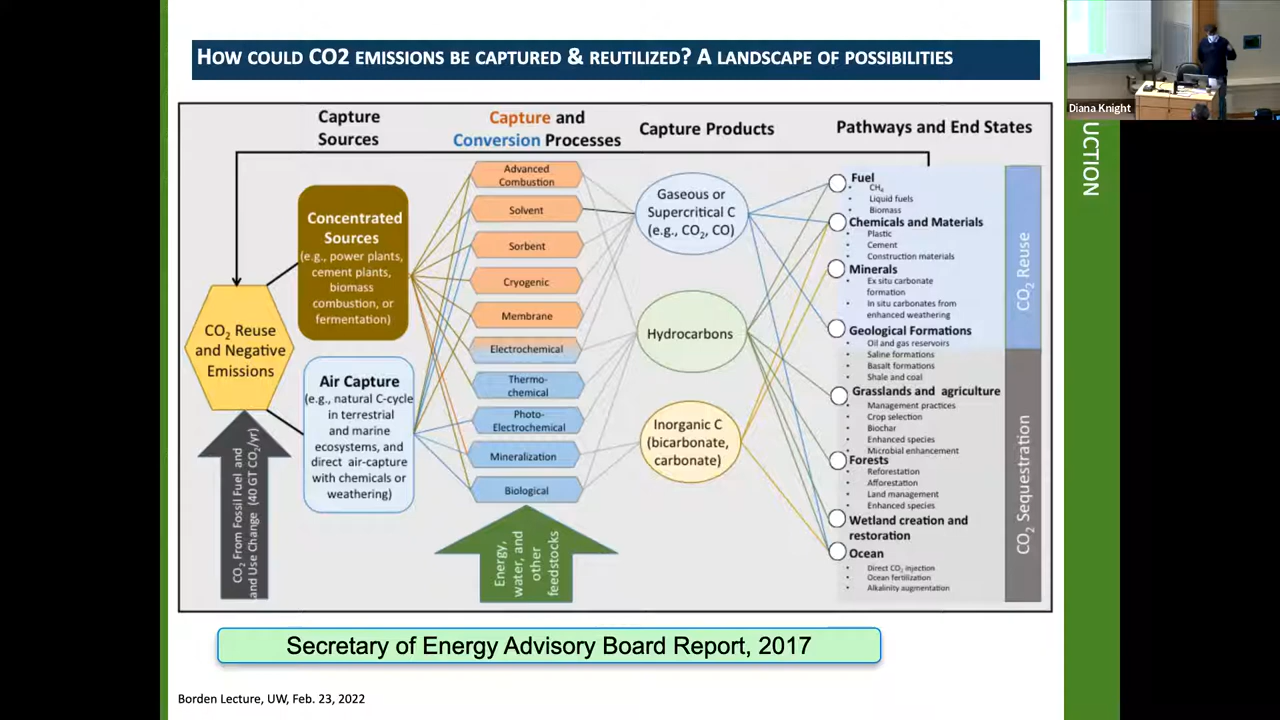 HOW COULD CO2 EMISSIONS BE CAPTURED & REUTILIZED? A LANDSCAPE OF POSSIBILITIES
Diana Knight
UCTION
Capture
Sources
Capture and
Conversion Processes
Capture Products
Pathways and End States
Concentrated
Sources
(e.g., power plants,
cement plants,
biomass
combustion, or
fermentation)
CO₂ Reuse
and Negative
Emissions
Air Capture
(e.g., natural C-cycle
in terrestrial
and marine
ecosystems, and
direct air-capture
with chemicals or
weathering)
CO₂ From Fossil Fuel and
and Use Change (40 GT CO₂/yr)
Advanced
Combustion
Solvent
Sorbent
Cryogenic
Membrane
Electrochemical
Thermo-
chemical
Photo-
Electrochemical
Mineralization
Biological
Energy,
water, and
other
feedstocks
Gaseous or
Supercritical C
(e.g., CO₂, CO)
Hydrocarbons
Inorganic C
(bicarbonate,
carbonate)
Fuel
• CH₄
• Liquid fuels
• Biomass
Chemicals and Materials
• Plastic
• Cement
• Construction materials
Minerals
• Ex situ carbonate
formation
• In situ carbonates from
enhanced weathering
Geological Formations
• Oil and gas reservoirs
• Saline formations
• Basalt formations
• Shale and coal
Grasslands and agriculture
• Management practices
• Crop selection
• Biochar
• Enhanced species
• Microbial enhancement
Forests
• Reforestation
• Afforestation
• Land management
• Enhanced species
Wetland creation and
restoration
Ocean
• Direct CO₂ injection
• Ocean fertilization
• Alkalinity augmentation
CO₂ Reuse
CO₂ Sequestration
Secretary of Energy Advisory Board Report, 2017
Borden Lecture, UW, Feb. 23, 2022